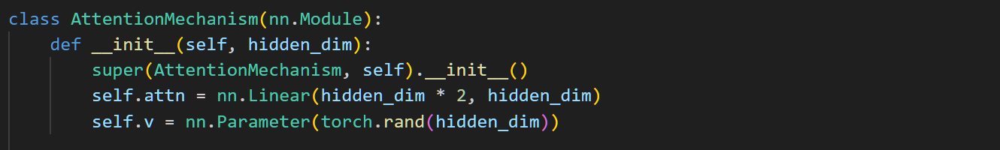 class AttentionMechanism(nn.Module):
    def __init__(self, hidden_dim):
        super(AttentionMechanism, self).__init__()
        self.attn = nn.Linear(hidden_dim * 2, hidden_dim)
        self.v = nn.Parameter(torch.rand(hidden_dim))